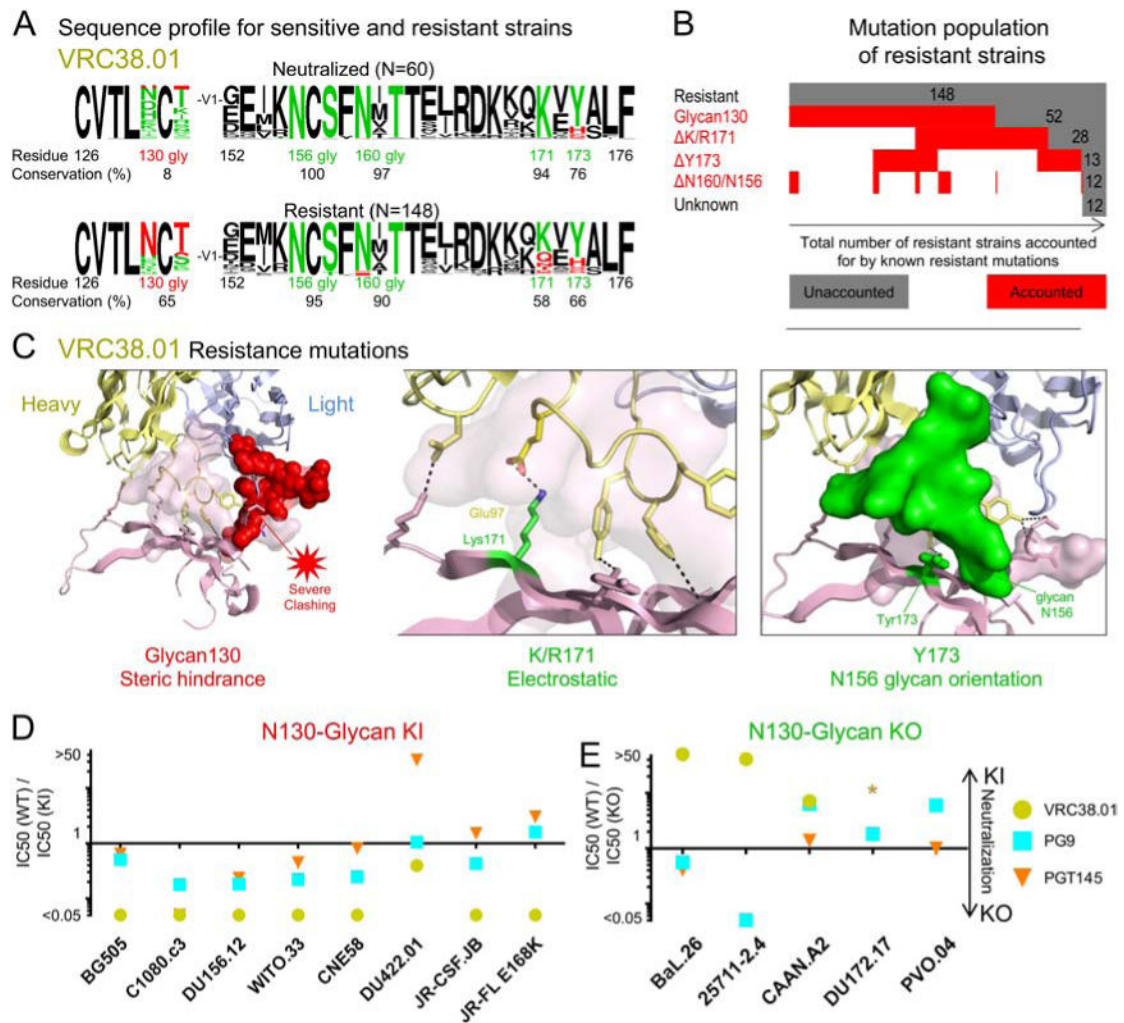 A Sequence profile for sensitive and resistant strains
VRC38.01
Neutralized (N=60)
-V1-
Residue 126 130 gly 152 156 gly 160 gly 171 173 176
Conservation (%) 8 100 97 94 76
Resistant (N=148)
-V1-
Residue 126 130 gly 152 156 gly 160 gly 171 173 176
Conservation (%) 65 95 90 58 66
B Mutation population
of resistant strains
Resistant 148
Glycan130 52
ΔK/R171 28
ΔY173 13
ΔN160/N156 12
Unknown 12
Total number of resistant strains accounted
for by known resistant mutations
Unaccounted Accounted
C VRC38.01 Resistance mutations
Heavy Light
Severe
Clashing
Glycan130
Steric hindrance
Glu97
Lys171
K/R171
Electrostatic
Tyr173
glycan
N156
Y173
N156 glycan orientation
D N130-Glycan KI
IC50 (WT) /
IC50 (KI)
>50
1
<0.05
BG505
C1080.c3
DU156.12
WITO.33
CNE58
DU422.01
JR-CSF.JB
JR-FL E168K
E N130-Glycan KO
IC50 (WT) /
IC50 (KO)
>50
1
<0.05
*
BaL.26
25711-2.4
CAAN.A2
DU172.17
PVO.04
KI
Neutralization
KO
VRC38.01
PG9
PGT145